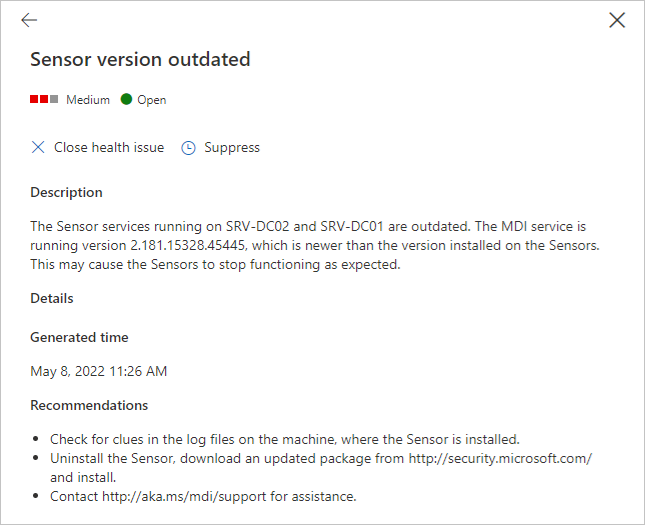 Sensor version outdated
Medium Open
Close health issue Suppress
Description
The Sensor services running on SRV-DC02 and SRV-DC01 are outdated. The MDI service is
running version 2.181.15328.45445, which is newer than the version installed on the Sensors.
This may cause the Sensors to stop functioning as expected.
Details
Generated time
May 8, 2022 11:26 AM
Recommendations
• Check for clues in the log files on the machine, where the Sensor is installed.
• Uninstall the Sensor, download an updated package from http://security.microsoft.com/
and install.
• Contact http://aka.ms/mdi/support for assistance.